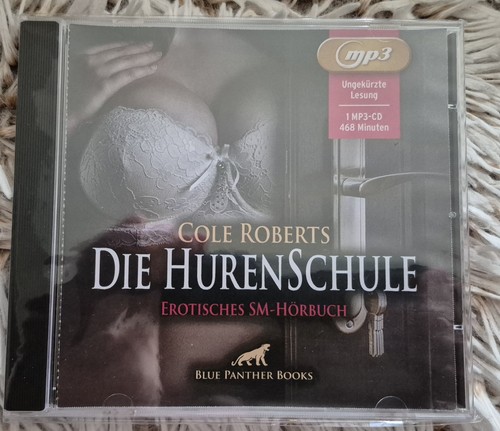 mp3
Ungekürzte
Lesung
1 MP3-CD
468 Minuten
COLE ROBERTS
DIE HURENSCHULE
EROTISCHES SM-HÖRBUCH
BLUE PANTHER BOOKS